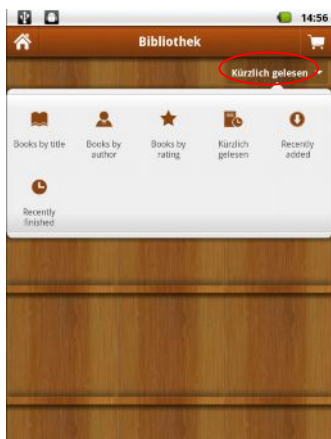 14:56
Bibliothek
Kürzlich gelesen
Books by title
Books by
author
Books by
rating
Kürzlich
gelesen
Recently
added
Recently
finished